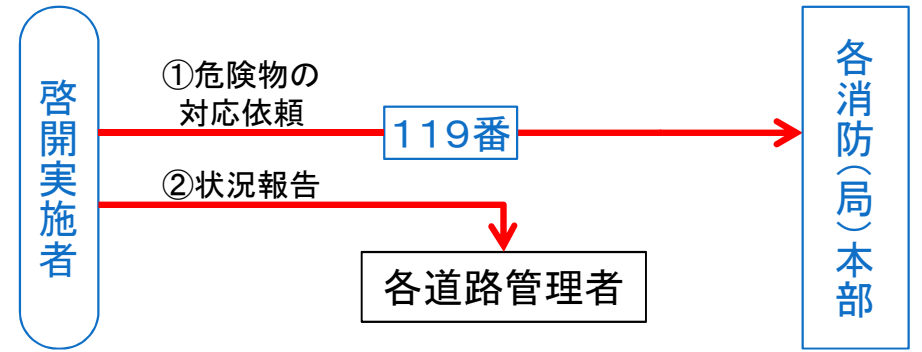 啓開実施者
①危険物の
対応依頼
119番
②状況報告
各道路管理者
各消防(局)本部